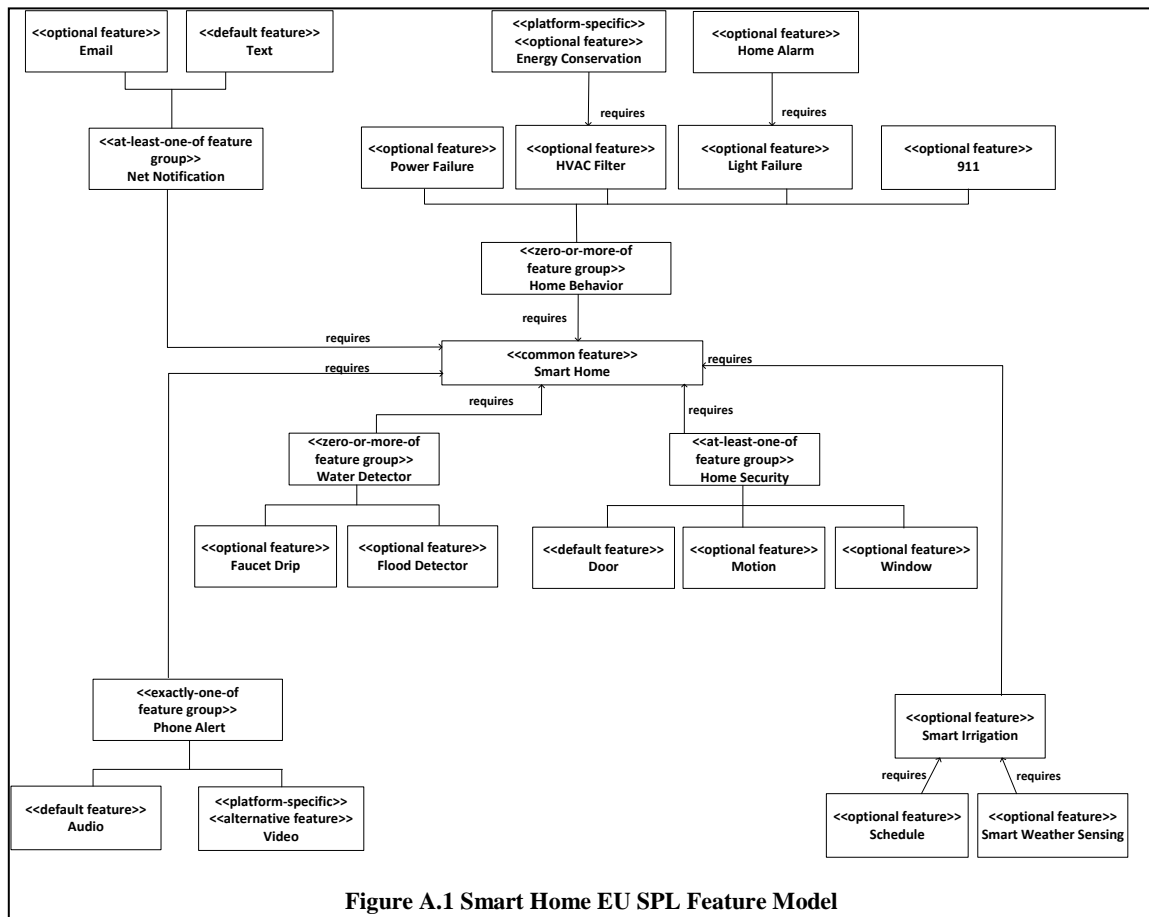 <<optional feature>>
Email
<<default feature>>
Text
<<platform-specific>>
<<optional feature>>
Energy Conservation
<<optional feature>>
Home Alarm
requires
requires
<<at-least-one-of feature
group>>
Net Notification
<<optional feature>>
Power Failure
<<optional feature>>
HVAC Filter
<<optional feature>>
Light Failure
<<optional feature>>
911
<<zero-or-more-of
feature group>>
Home Behavior
requires
requires
<<common feature>>
Smart Home
requires
requires
requires
requires
<<zero-or-more-of
feature group>>
Water Detector
<<at-least-one-of
feature group>>
Home Security
<<optional feature>>
Faucet Drip
<<optional feature>>
Flood Detector
<<default feature>>
Door
<<optional feature>>
Motion
<<optional feature>>
Window
<<exactly-one-of
feature group>>
Phone Alert
<<optional feature>>
Smart Irrigation
requires
requires
<<default feature>>
Audio
<<platform-specific>>
<<alternative feature>>
Video
<<optional feature>>
Schedule
<<optional feature>>
Smart Weather Sensing
Figure A.1 Smart Home EU SPL Feature Model